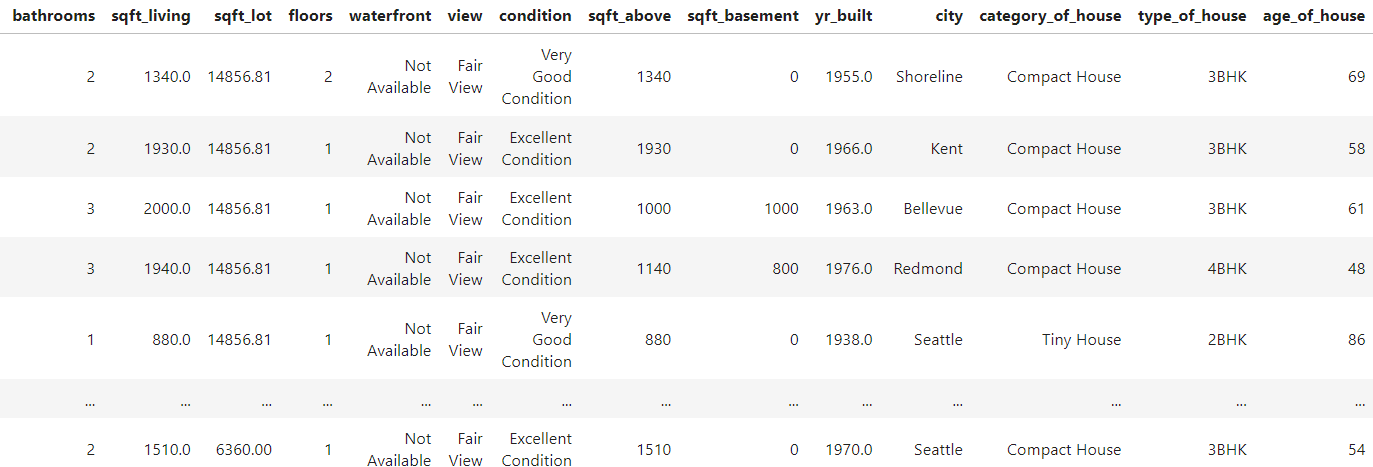 bathrooms sqft_living sqft_lot floors waterfront view condition sqft_above sqft_basement yr_built city category_of_house type_of_house age_of_house
2 1340.0 14856.81 2 Not Available Fair View Very Good Condition 1340 0 1955.0 Shoreline Compact House 3BHK 69
2 1930.0 14856.81 1 Not Available Fair View Excellent Condition 1930 0 1966.0 Kent Compact House 3BHK 58
3 2000.0 14856.81 1 Not Available Fair View Excellent Condition 1000 1000 1963.0 Bellevue Compact House 3BHK 61
3 1940.0 14856.81 1 Not Available Fair View Excellent Condition 1140 800 1976.0 Redmond Compact House 4BHK 48
1 880.0 14856.81 1 Not Available Fair View Very Good Condition 880 0 1938.0 Seattle Tiny House 2BHK 86
... ... ... ... ... ... ... ... ... ... ... ... ... ...
2 1510.0 6360.00 1 Not Available Fair View Excellent Condition 1510 0 1970.0 Seattle Compact House 3BHK 54